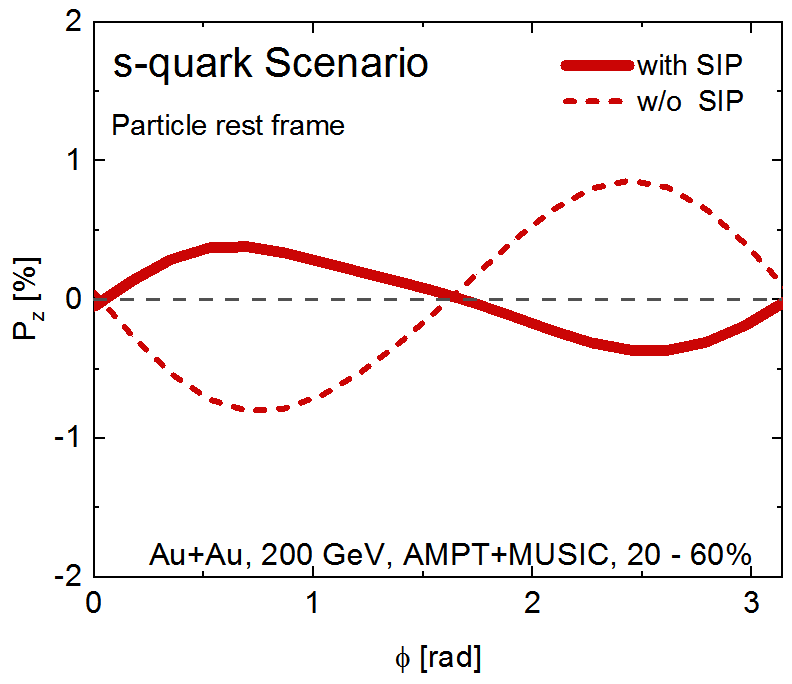 s-quark Scenario
with SIP
w/o SIP
Particle rest frame
2
1
0
-1
-2
P_z [%]
Au+Au, 200 GeV, AMPT+MUSIC, 20 - 60%
0 1 2 3
ϕ [rad]